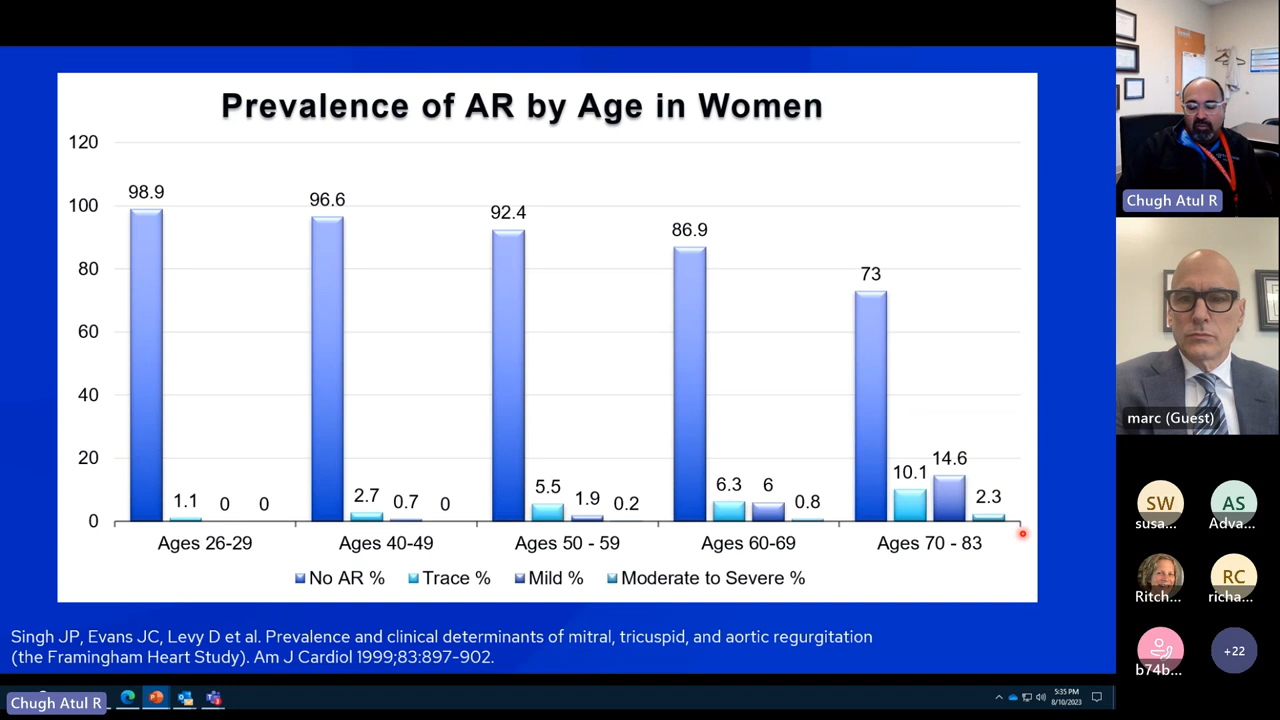 Prevalence of AR by Age in Women
120
100
80
60
40
20
0
98.9
1.1
0
0
96.6
2.7
0.7
0
92.4
5.5
1.9
0.2
86.9
6.3
6
0.8
73
10.1
14.6
2.3
Ages 26-29
Ages 40-49
Ages 50 - 59
Ages 60-69
Ages 70 - 83
No AR %
Trace %
Mild %
Moderate to Severe %
Singh JP, Evans JC, Levy D et al. Prevalence and clinical determinants of mitral, tricuspid, and aortic regurgitation
(the Framingham Heart Study). Am J Cardiol 1999;83:897-902.
Chugh Atul R
5:35 PM
8/10/2023
Chugh Atul R
marc (Guest)
SW
susa...
AS
Adva...
Ritch...
RC
richa...
b74b...
+22